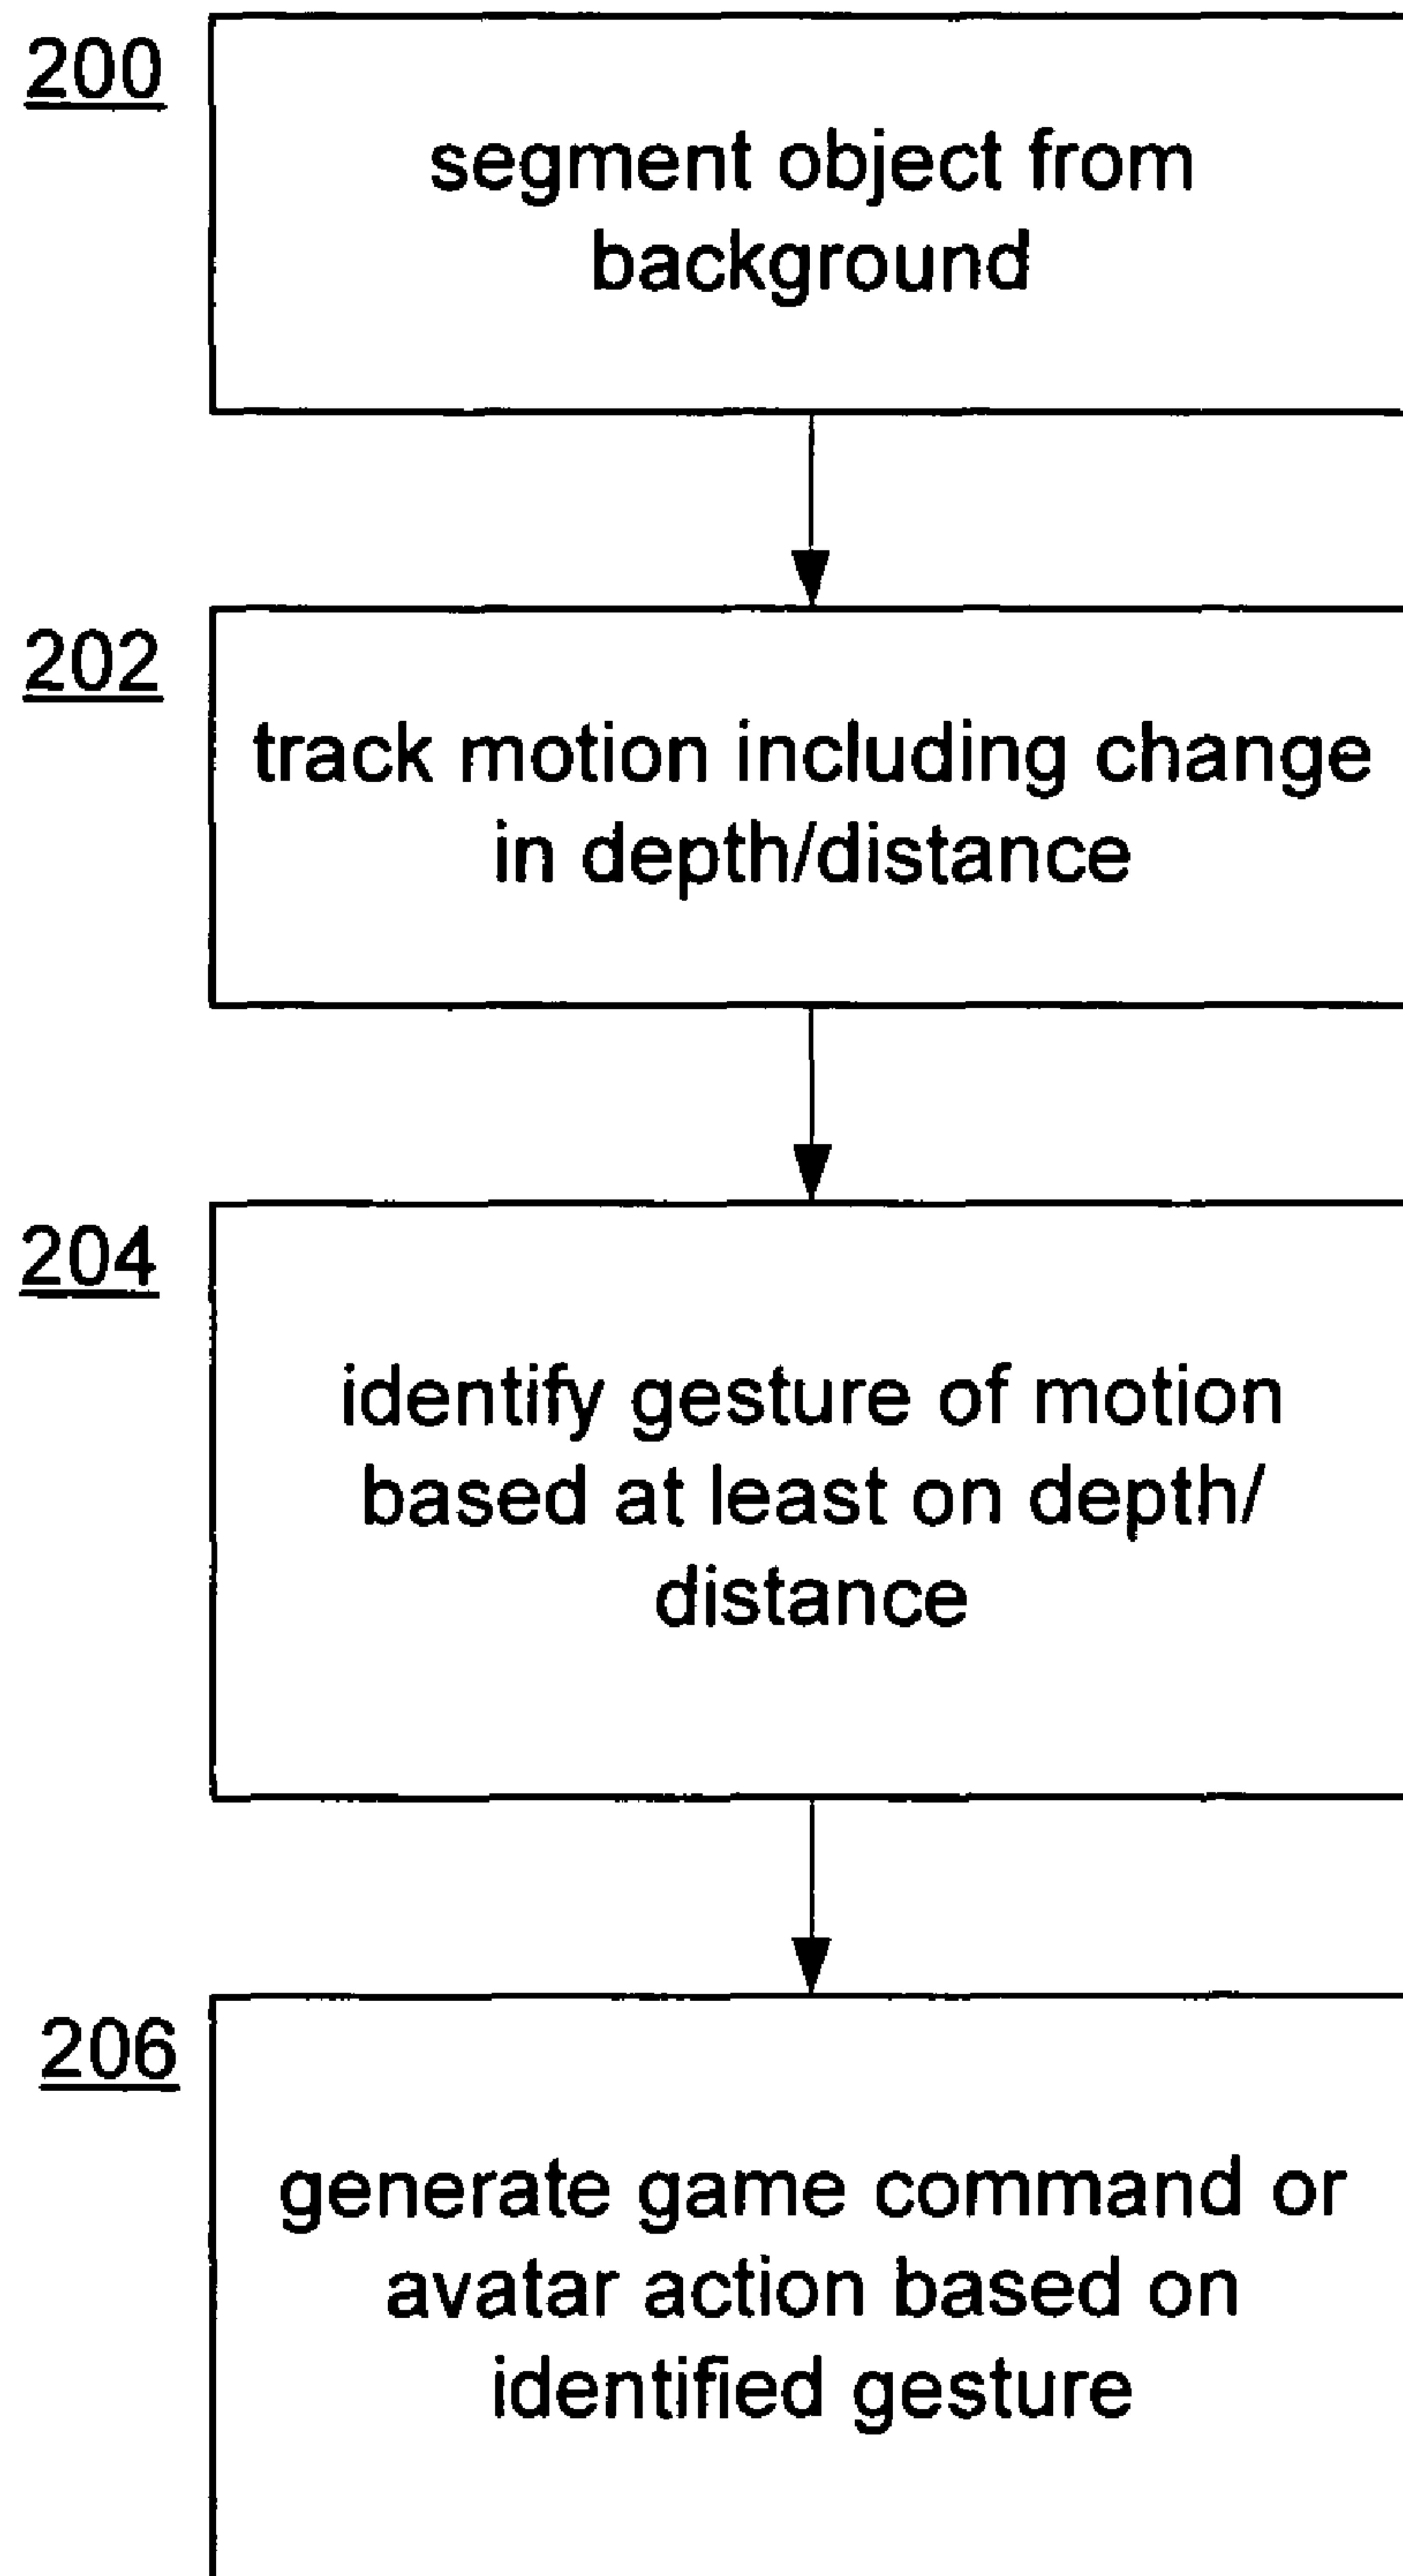 200
segment object from
background
202
track motion including change
in depth/distance
204
identify gesture of motion
based at least on depth/
distance
206
generate game command or
avatar action based on
identified gesture